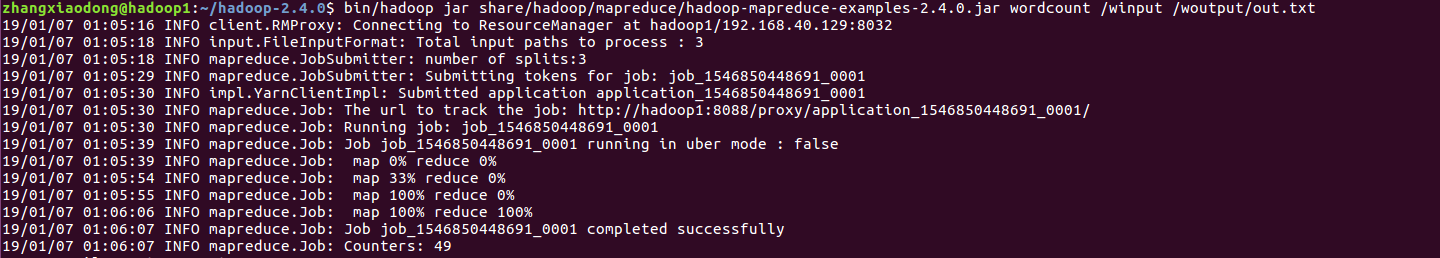 zhangxiaodong@hadoop1:~/hadoop-2.4.0$ bin/hadoop jar share/hadoop/mapreduce/hadoop-mapreduce-examples-2.4.0.jar wordcount /winput /woutput/out.txt
19/01/07 01:05:16 INFO client.RMProxy: Connecting to ResourceManager at hadoop1/192.168.40.129:8032
19/01/07 01:05:18 INFO input.FileInputFormat: Total input paths to process : 3
19/01/07 01:05:18 INFO mapreduce.JobSubmitter: number of splits:3
19/01/07 01:05:29 INFO mapreduce.JobSubmitter: Submitting tokens for job: job_1546850448691_0001
19/01/07 01:05:30 INFO impl.YarnClientImpl: Submitted application application_1546850448691_0001
19/01/07 01:05:30 INFO mapreduce.Job: The url to track the job: http://hadoop1:8088/proxy/application_1546850448691_0001/
19/01/07 01:05:30 INFO mapreduce.Job: Running job: job_1546850448691_0001
19/01/07 01:05:39 INFO mapreduce.Job: Job job_1546850448691_0001 running in uber mode : false
19/01/07 01:05:39 INFO mapreduce.Job:  map 0% reduce 0%
19/01/07 01:05:54 INFO mapreduce.Job:  map 33% reduce 0%
19/01/07 01:05:55 INFO mapreduce.Job:  map 100% reduce 0%
19/01/07 01:06:06 INFO mapreduce.Job:  map 100% reduce 100%
19/01/07 01:06:07 INFO mapreduce.Job: Job job_1546850448691_0001 completed successfully
19/01/07 01:06:07 INFO mapreduce.Job: Counters: 49